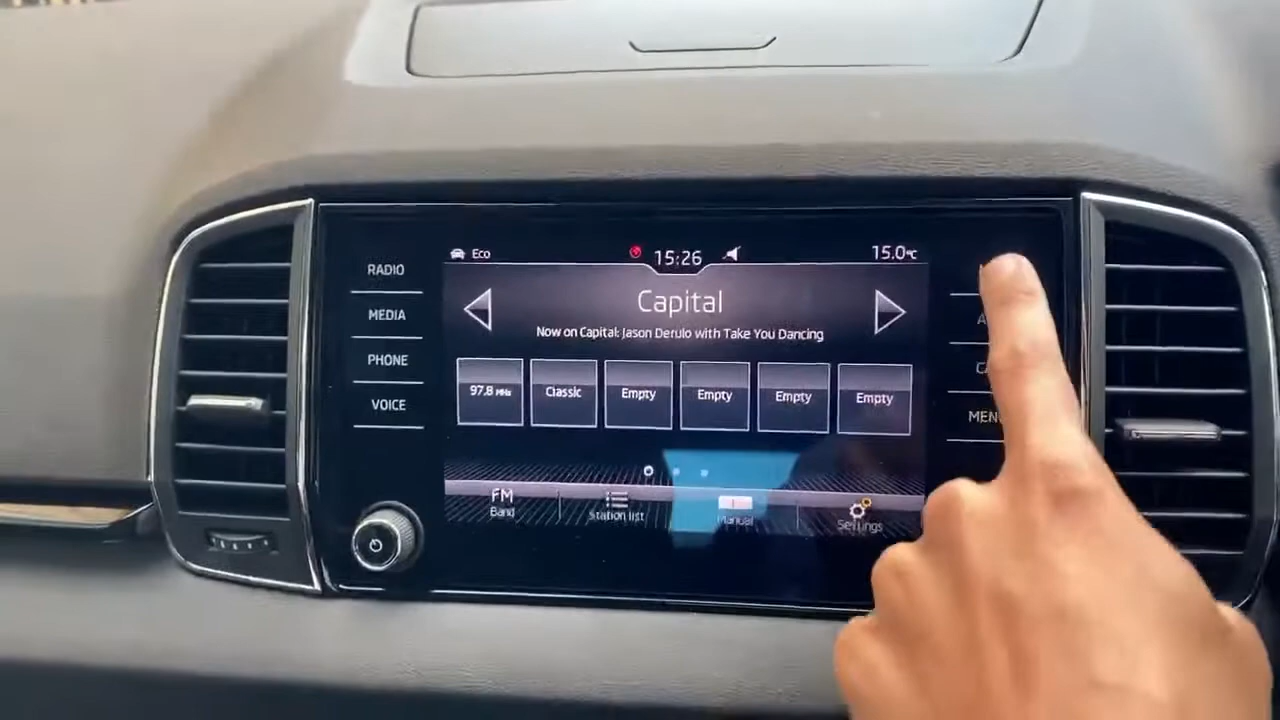 Eco
15:26
15.0°C
RADIO
MEDIA
PHONE
VOICE
Capital
Now on Capital: Jason Derulo with Take You Dancing
97.8 MHz
Classic
Empty
Empty
Empty
Empty
FM
Band
Station list
Manual
Settings